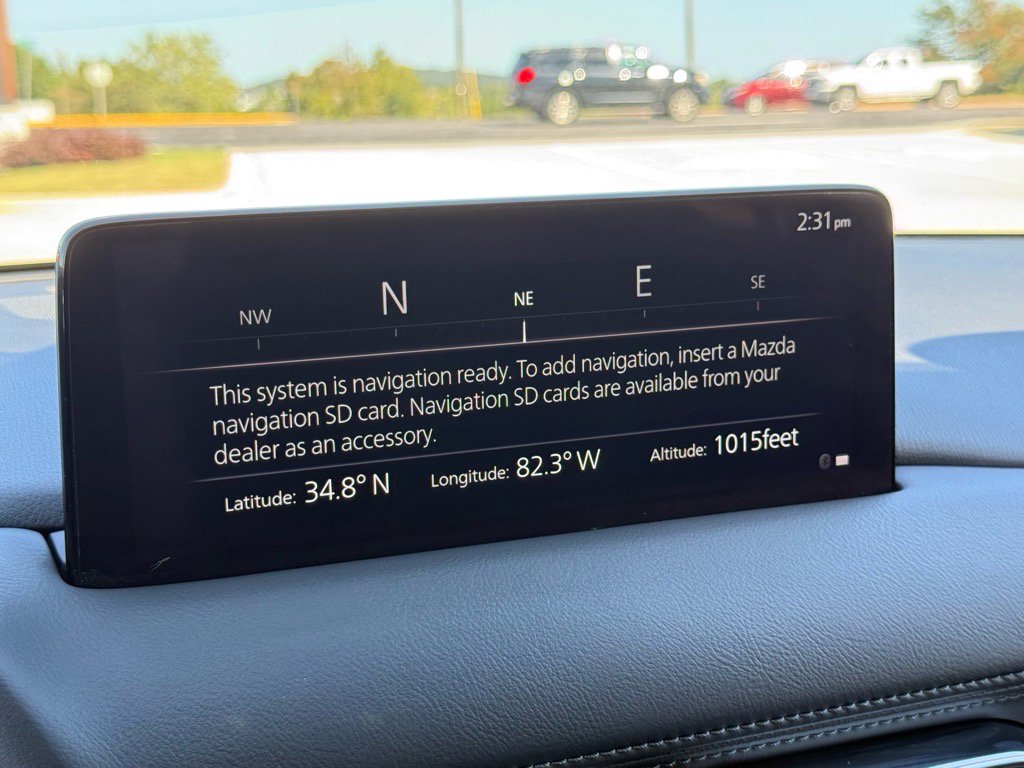 2:31pm
NW N NE E SE
This system is navigation ready. To add navigation, insert a Mazda
navigation SD card. Navigation SD cards are available from your
dealer as an accessory.
Latitude: 34.8° N Longitude: 82.3° W Altitude: 1015feet